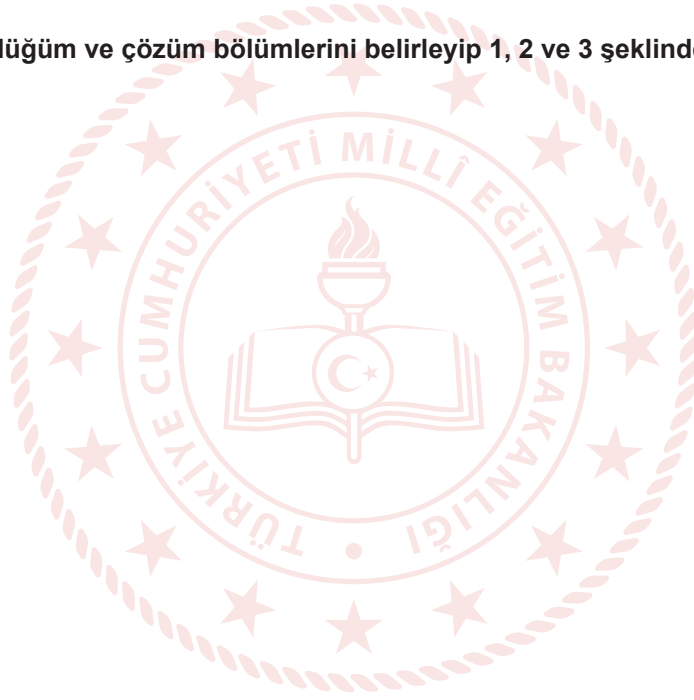 lüğüm ve çözüm bölümlerini belirleyip 1, 2 ve 3 şeklinde
TÜRKİYE CUMHURİYETİ MİLLÎ EĞİTİM BAKANLIĞI